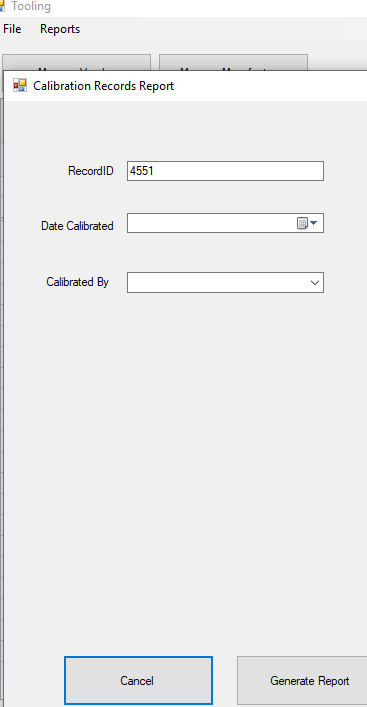 Tooling
File Reports
Calibration Records Report
RecordID 4551
Date Calibrated
Calibrated By
Cancel Generate Report